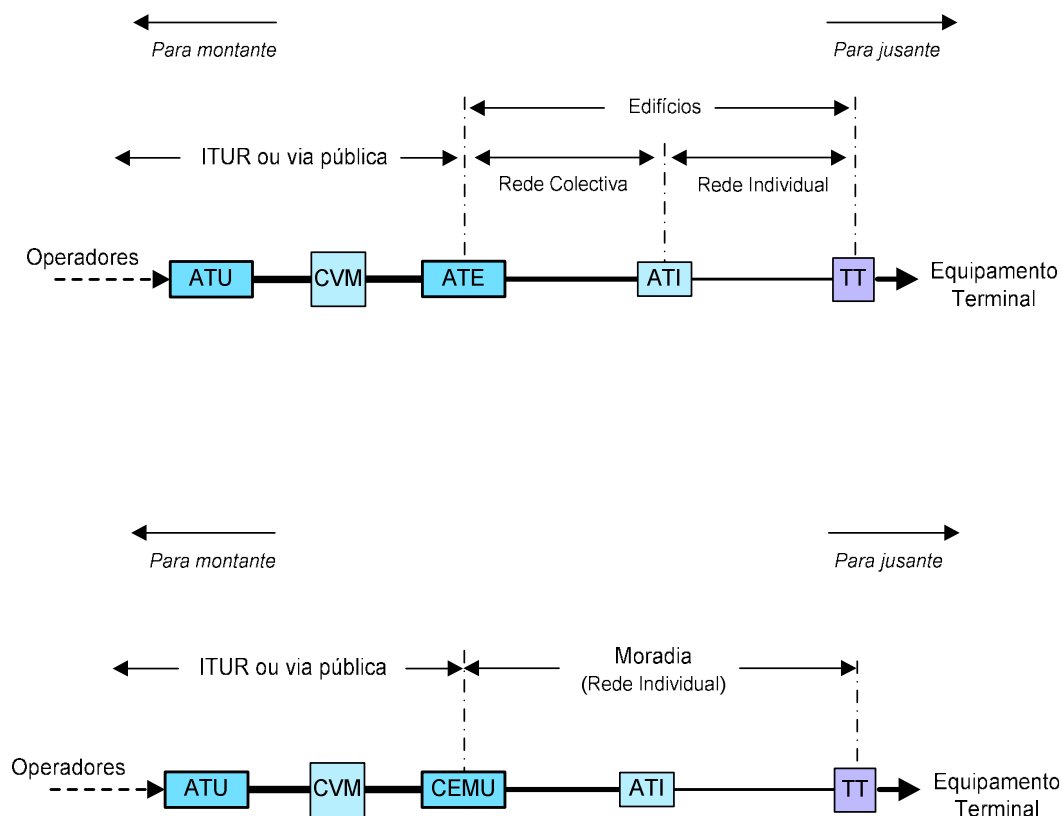 Para montante
Para jusante
Edifícios
ITUR ou via pública
Rede Colectiva
Rede Individual
Operadores
ATU
CVM
ATE
ATI
TT
Equipamento
Terminal
Para montante
Para jusante
ITUR ou via pública
Moradia
(Rede Individual)
Operadores
ATU
CVM
CEMU
ATI
TT
Equipamento
Terminal